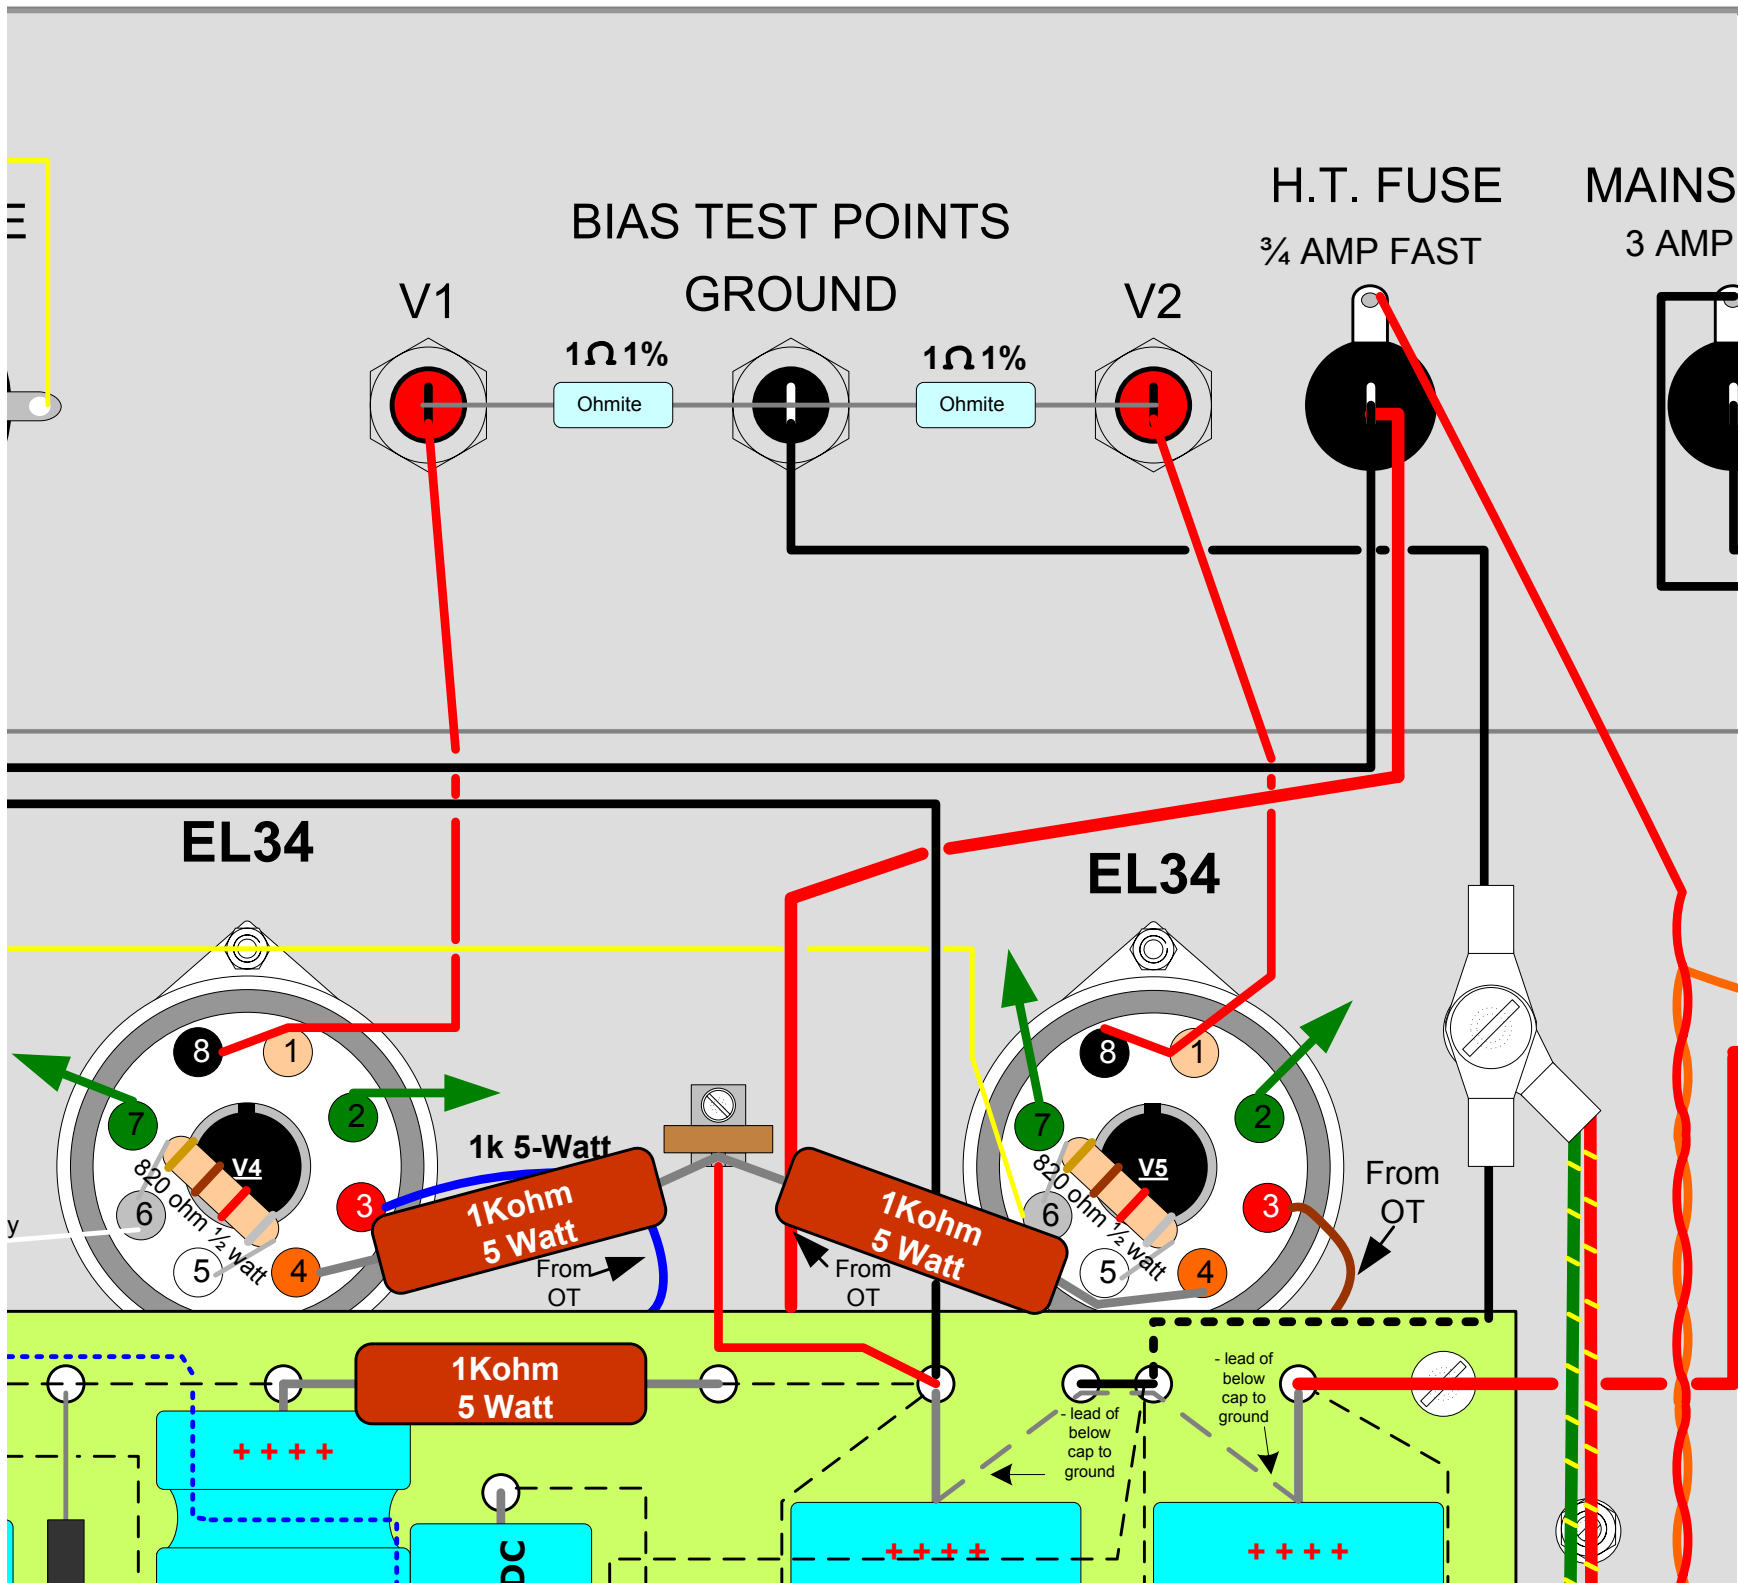 E
H.T. FUSE
MAINS
¾ AMP FAST
3 AMP
BIAS TEST POINTS
GROUND
V1
V2
1Ω 1%
1Ω 1%
Ohmite
Ohmite
EL34
EL34
8
1
7
2
V4
820 ohm ½ watt
6
3
5
4
y
8
1
7
2
V5
820 ohm ½ watt
6
3
5
4
1k 5-Watt
1Kohm
5 Watt
1Kohm
5 Watt
From
OT
From
OT
From
OT
1Kohm
5 Watt
- lead of
below
cap to
ground
- lead of
below
cap to
ground
+ + + +
+ + + +
+ + + +
DC